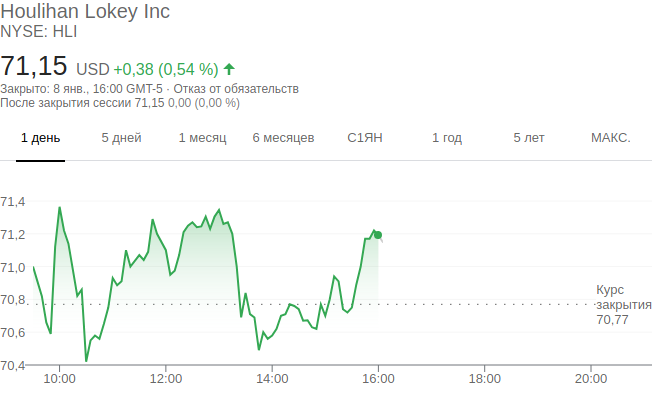 Houlihan Lokey Inc
NYSE: HLI
71,15 USD +0,38 (0,54 %)
Закрыто: 8 янв., 16:00 GMT-5 · Отказ от обязательств
После закрытия сессии 71,15 0,00 (0,00 %)
1 день 5 дней 1 месяц 6 месяцев С1ЯН 1 год 5 лет МАКС.
71,4
71,2
71,0
70,8
70,6
70,4
Курс
закрытия
70,77
10:00 12:00 14:00 16:00 18:00 20:00